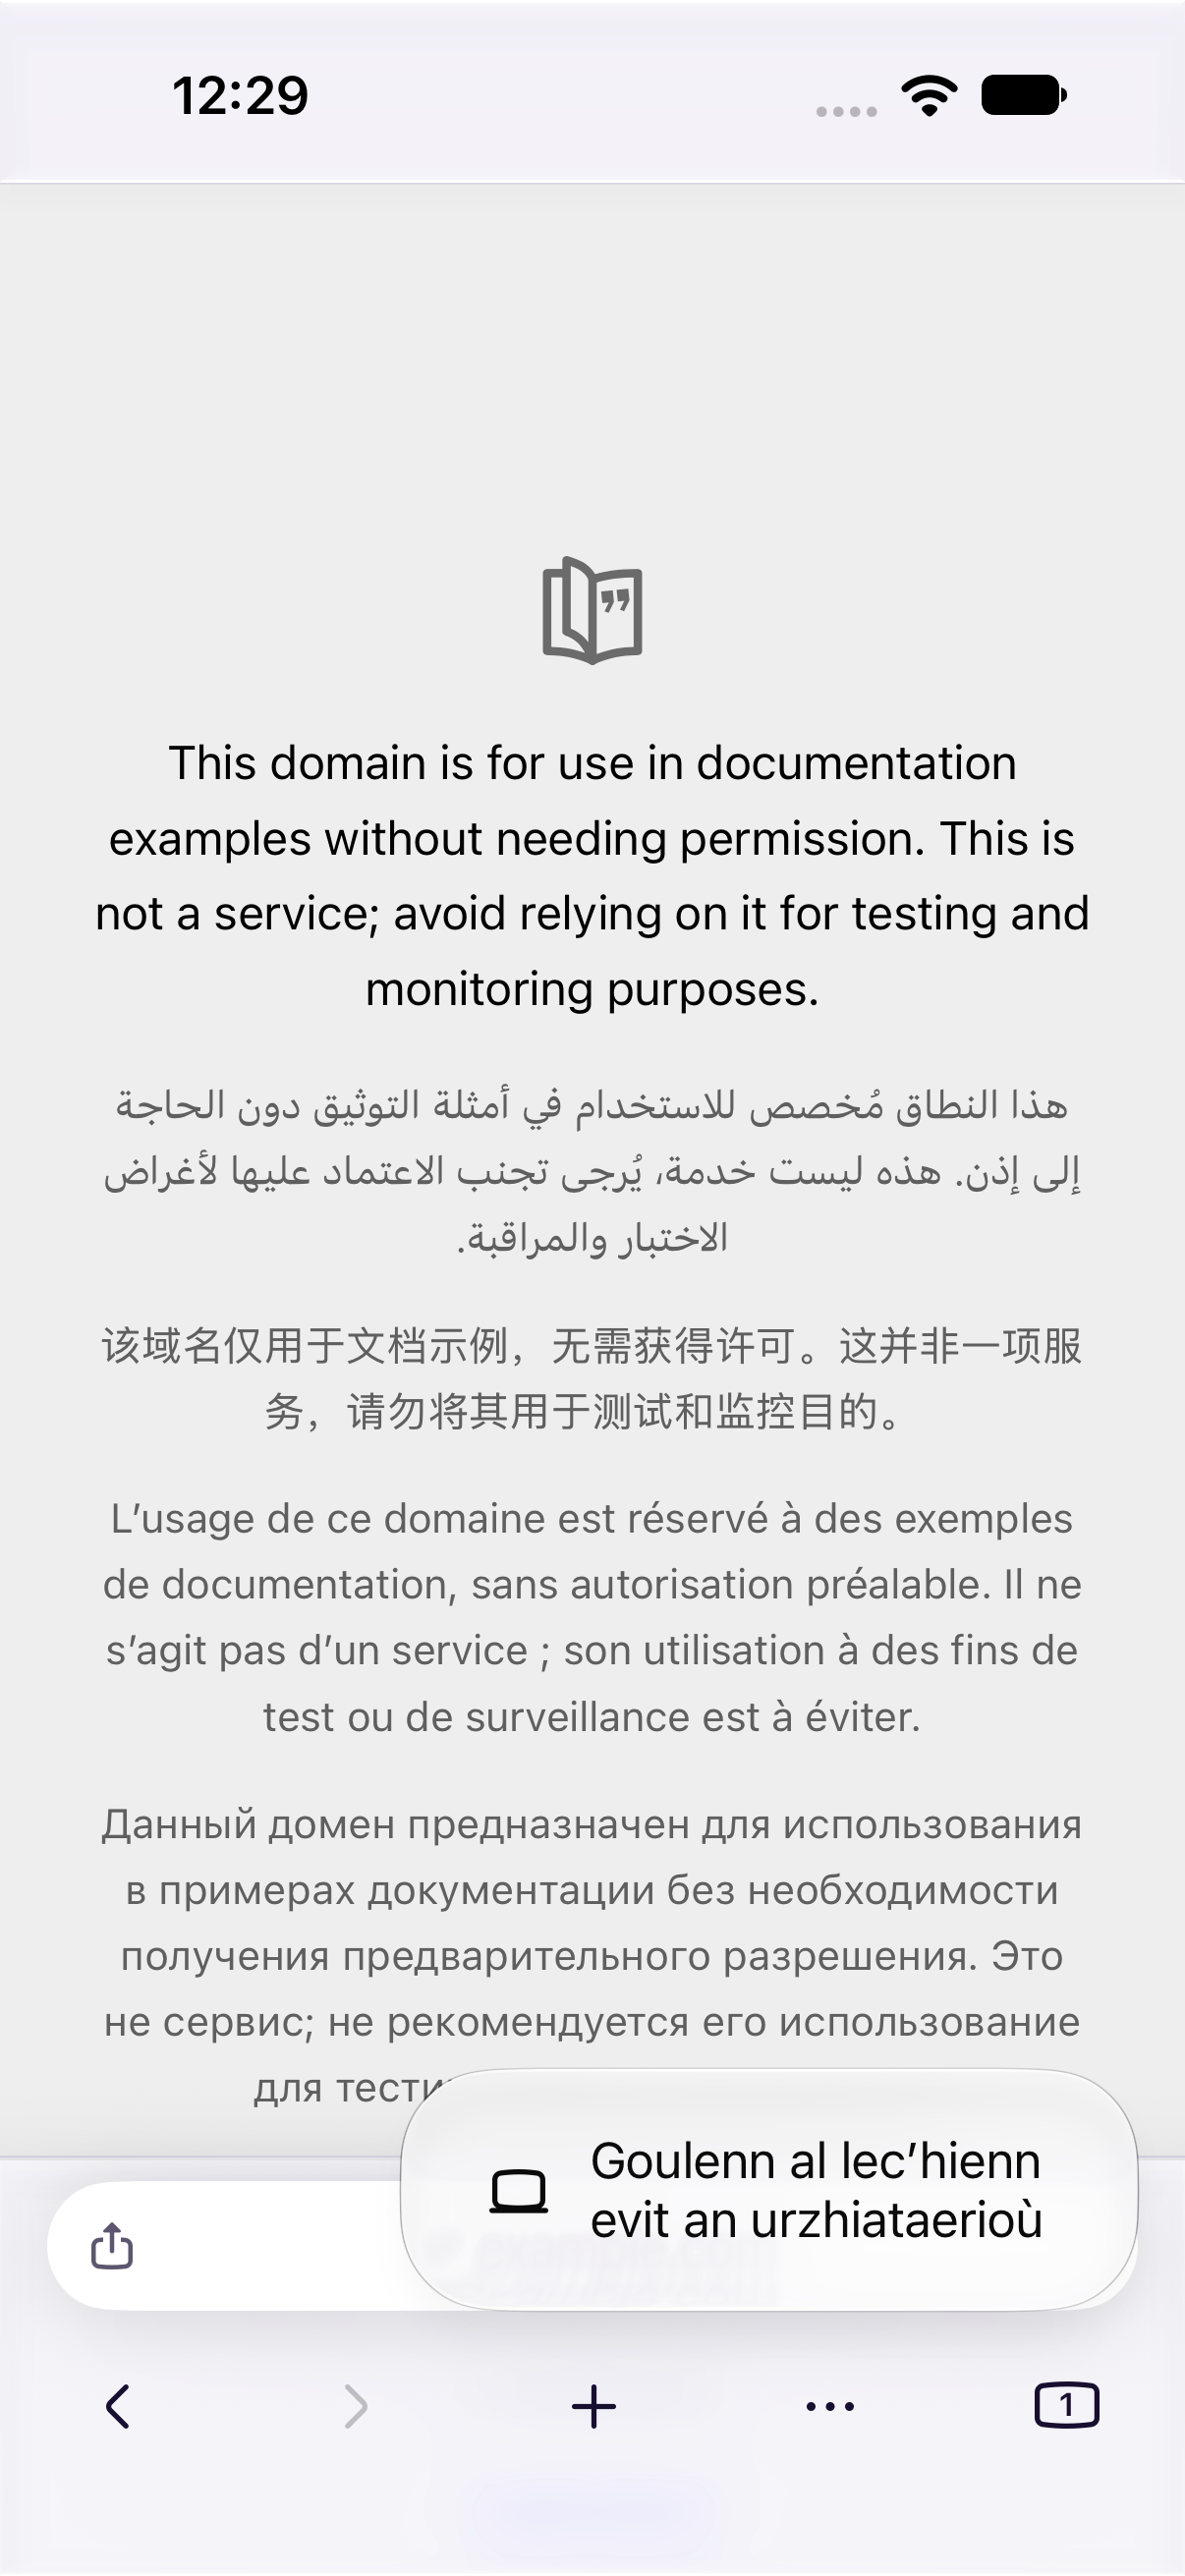 12:29
This domain is for use in documentation
examples without needing permission. This is
not a service; avoid relying on it for testing and
monitoring purposes.
هذا النطاق مُخصص للاستخدام في أمثلة التوثيق دون الحاجة
إلى إذن. هذه ليست خدمة، يُرجى تجنب الاعتماد عليها لأغراض
الاختبار والمراقبة.
该域名仅用于文档示例，无需获得许可。这并非一项服
务，请勿将其用于测试和监控目的。
L’usage de ce domaine est réservé à des exemples
de documentation, sans autorisation préalable. Il ne
s’agit pas d’un service ; son utilisation à des fins de
test ou de surveillance est à éviter.
Данный домен предназначен для использования
в примерах документации без необходимости
получения предварительного разрешения. Это
не сервис; не рекомендуется его использование
для
Goulenn al lec’hienn
evit an urzhiataerioù
1